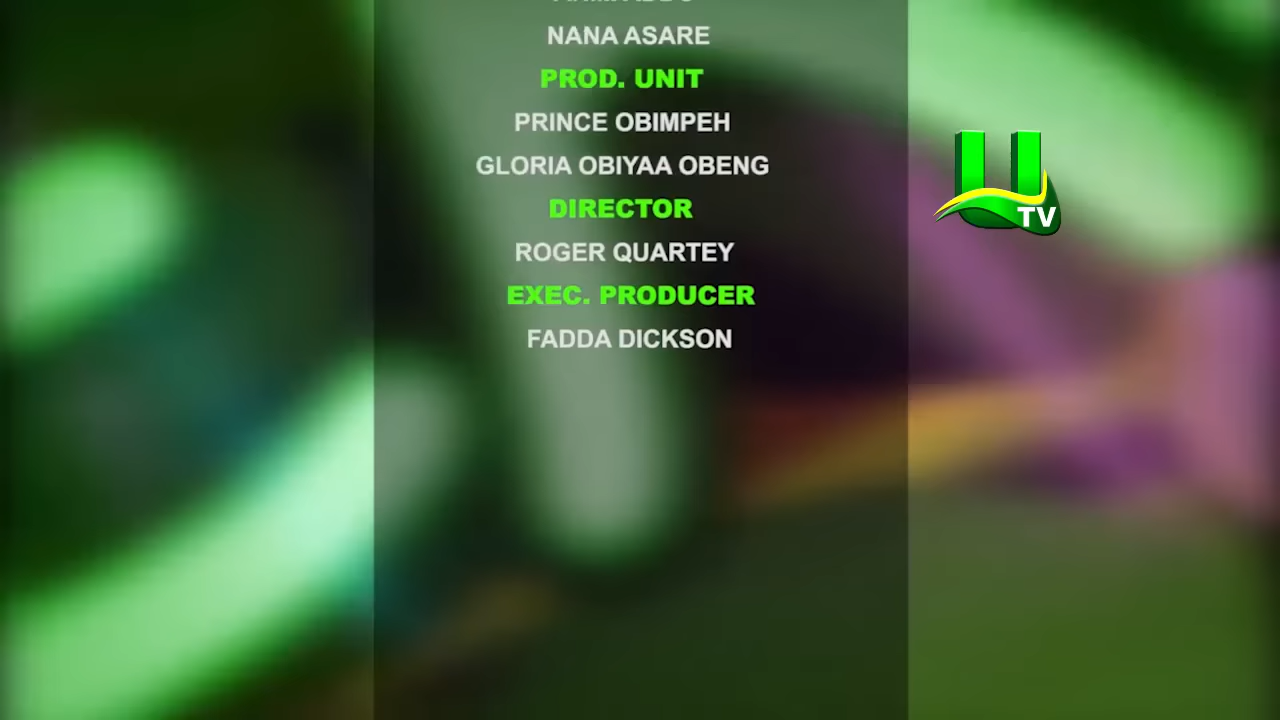 NANA ASARE
PROD. UNIT
PRINCE OBIMPEH
GLORIA OBIYAA OBENG
DIRECTOR
ROGER QUARTEY
EXEC. PRODUCER
FADDA DICKSON
U
TV